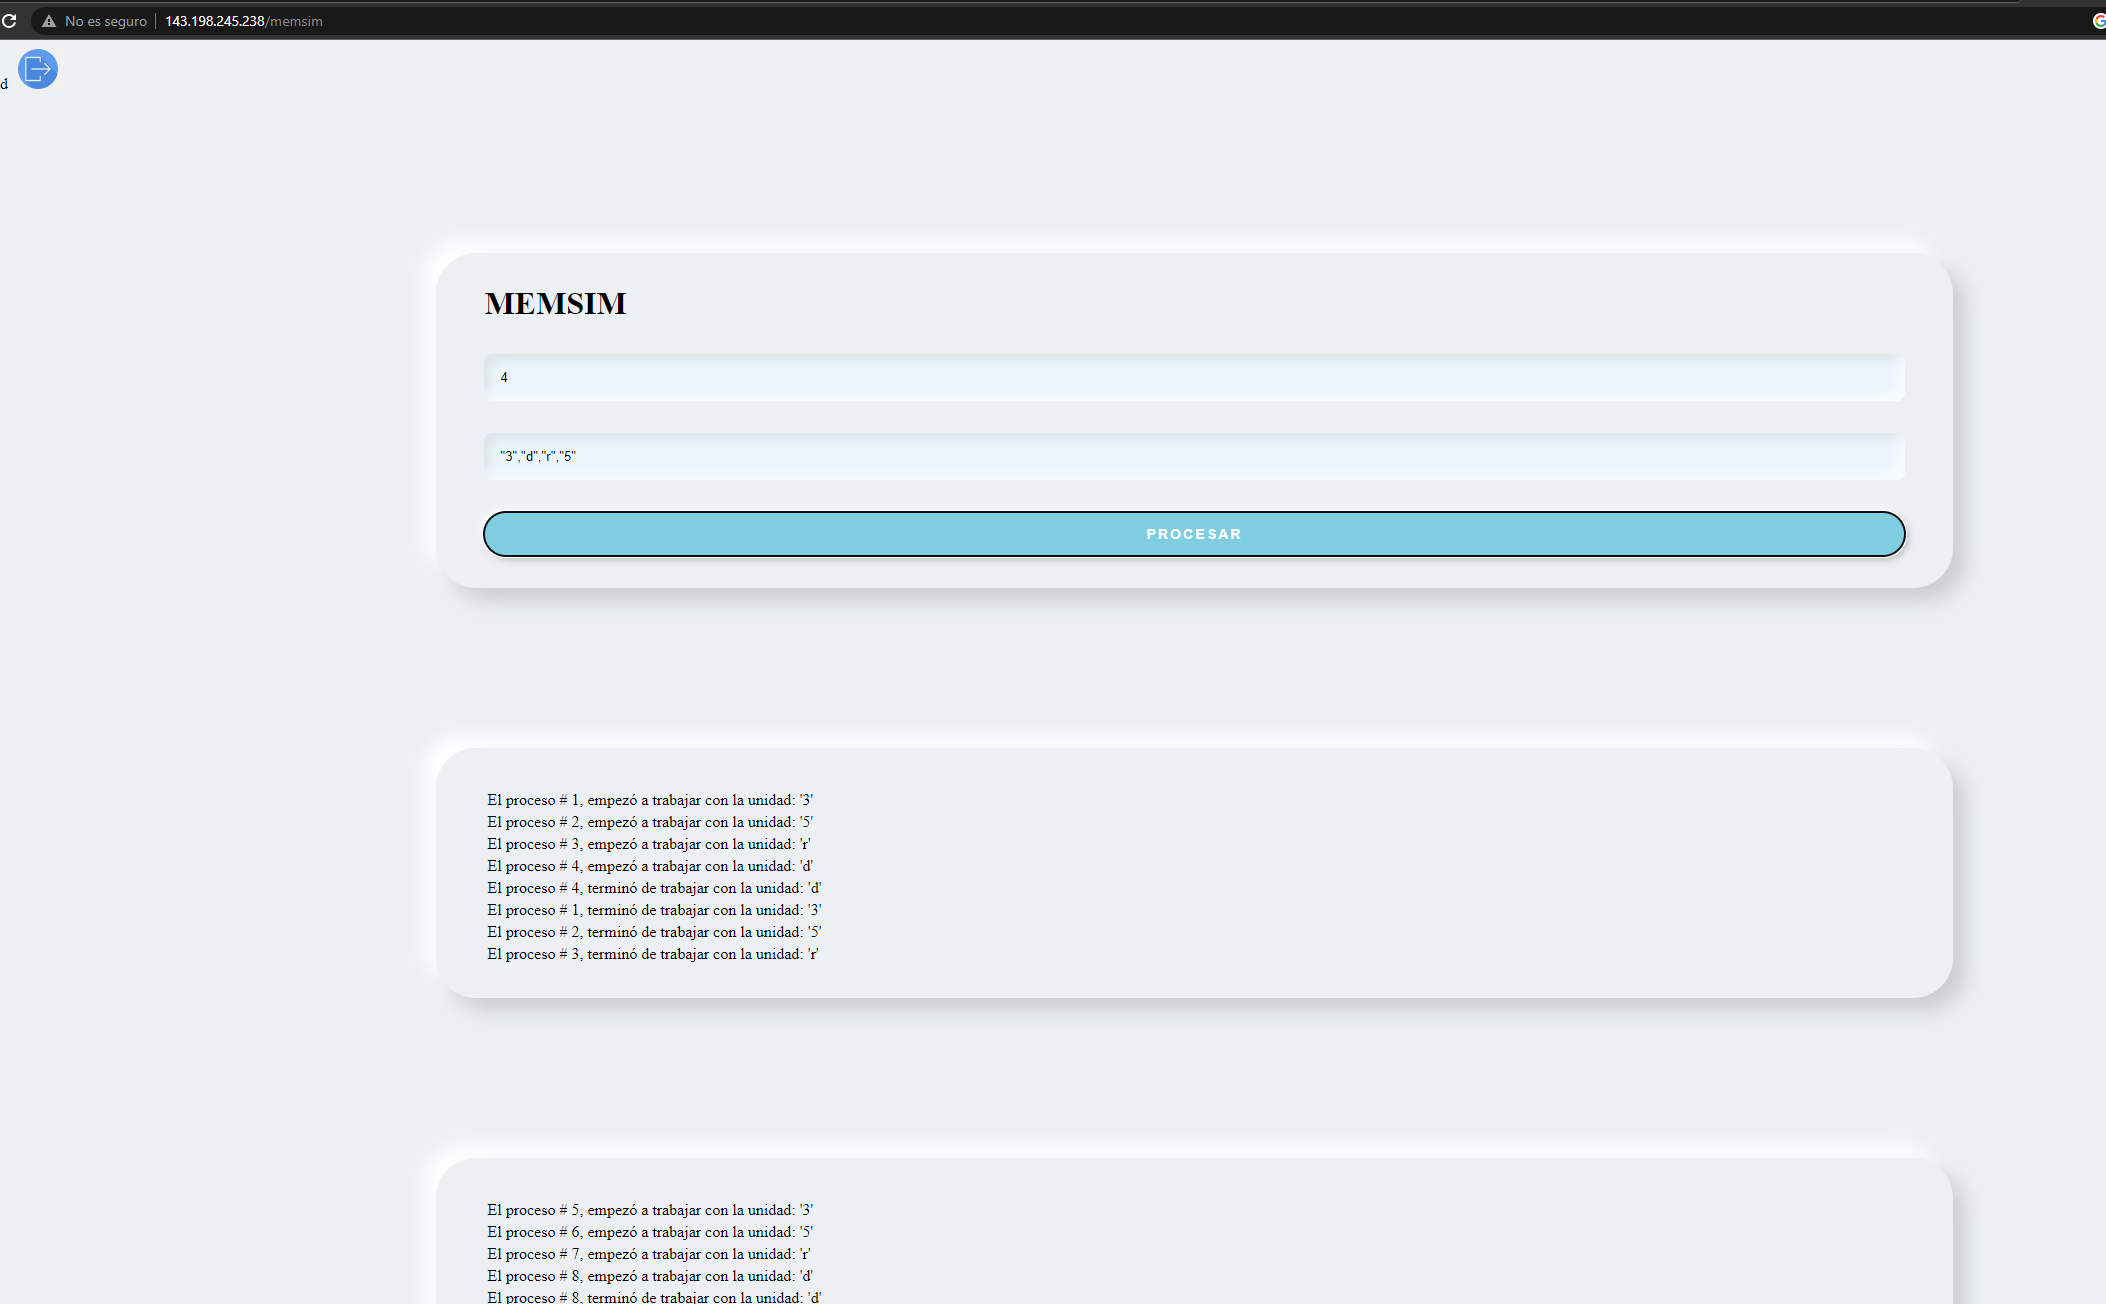 No es seguro | 143.198.245.238/memsim
d
MEMSIM
4
"3","d","r","5"
PROCESAR
El proceso # 1, empezó a trabajar con la unidad: '3'
El proceso # 2, empezó a trabajar con la unidad: '5'
El proceso # 3, empezó a trabajar con la unidad: 'r'
El proceso # 4, empezó a trabajar con la unidad: 'd'
El proceso # 4, terminó de trabajar con la unidad: 'd'
El proceso # 1, terminó de trabajar con la unidad: '3'
El proceso # 2, terminó de trabajar con la unidad: '5'
El proceso # 3, terminó de trabajar con la unidad: 'r'
El proceso # 5, empezó a trabajar con la unidad: '3'
El proceso # 6, empezó a trabajar con la unidad: '5'
El proceso # 7, empezó a trabajar con la unidad: 'r'
El proceso # 8, empezó a trabajar con la unidad: 'd'
El proceso # 8, terminó de trabajar con la unidad: 'd'